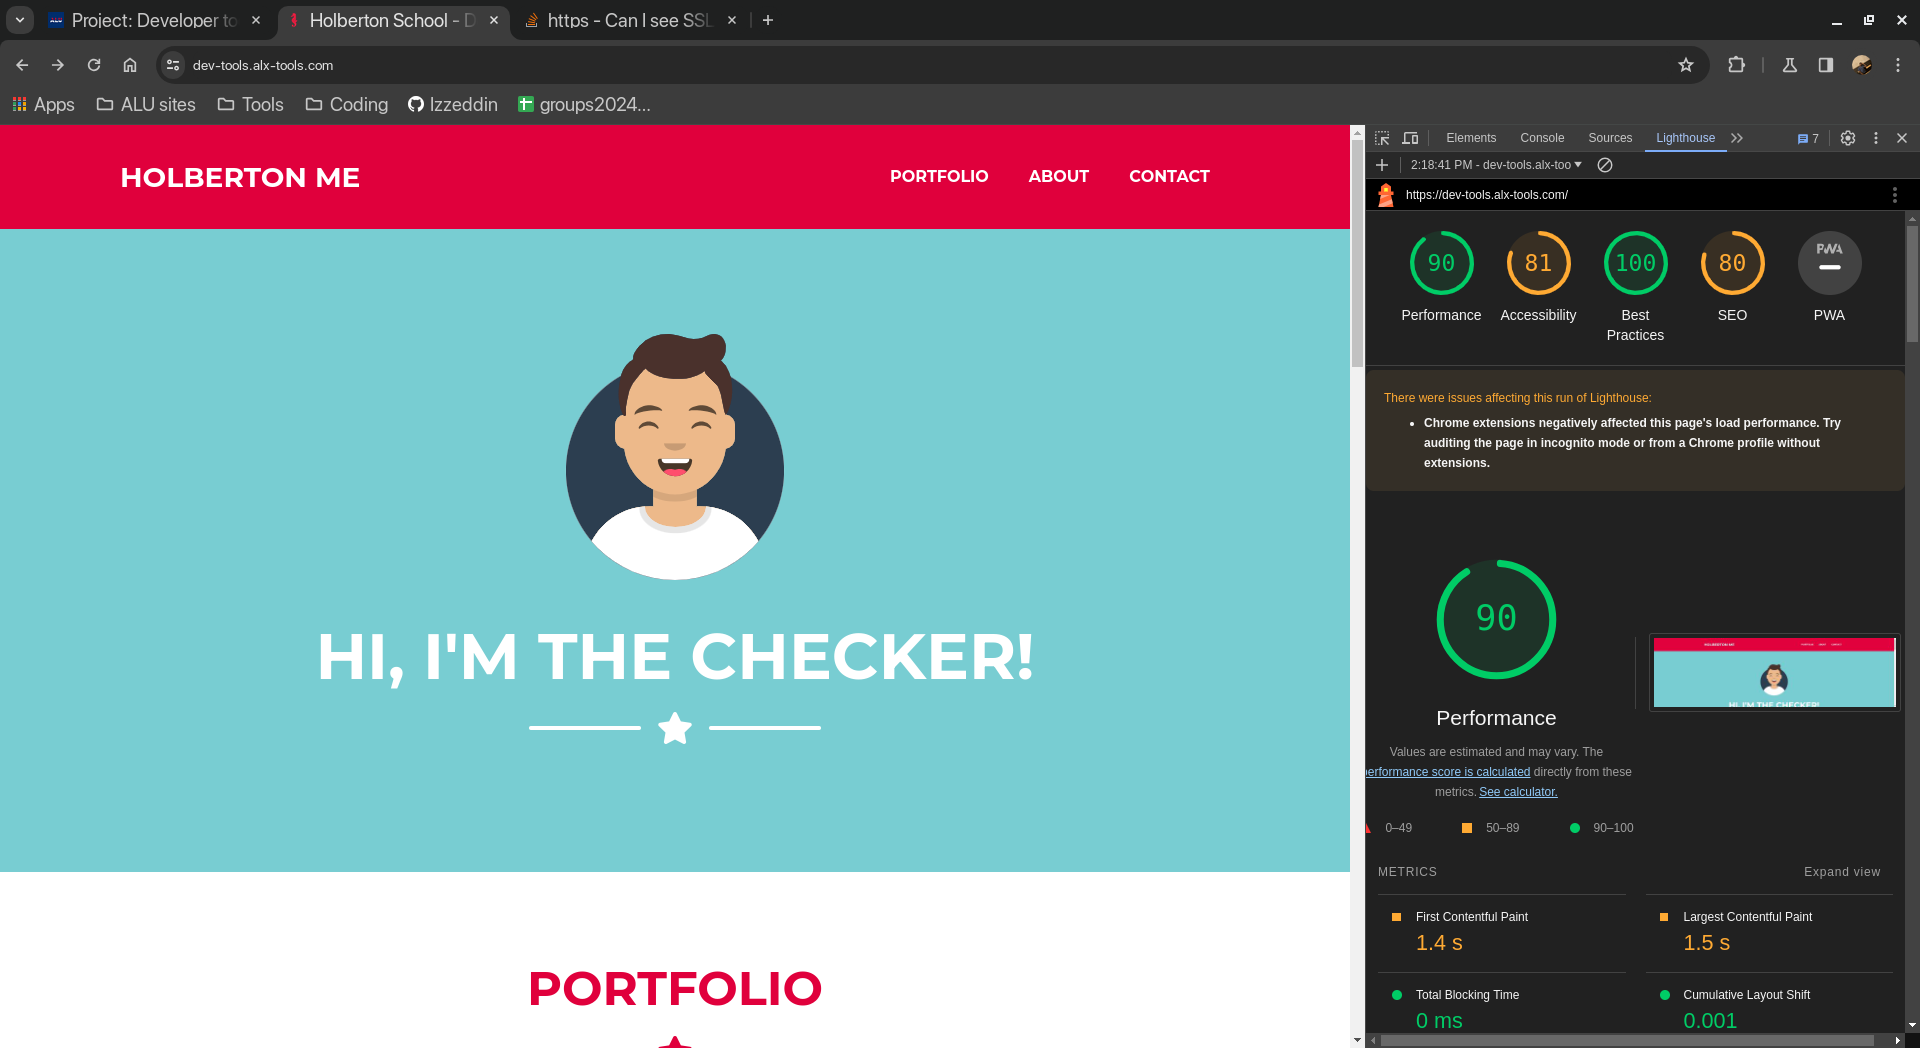 Project: Developer to
Holberton School - D
https - Can I see SSL
dev-tools.alx-tools.com
Apps
ALU sites
Tools
Coding
Izzeddin
groups2024...
HOLBERTON ME
PORTFOLIO
ABOUT
CONTACT
HI, I'M THE CHECKER!
PORTFOLIO
Elements
Console
Sources
Lighthouse
7
2:18:41 PM - dev-tools.alx-too
https://dev-tools.alx-tools.com/
90
81
100
80
PWA
Performance
Accessibility
Best
Practices
SEO
PWA
There were issues affecting this run of Lighthouse:
Chrome extensions negatively affected this page's load performance. Try
auditing the page in incognito mode or from a Chrome profile without
extensions.
90
HOLBERTON ME
HI, I'M THE CHECKER!
Performance
Values are estimated and may vary. The
performance score is calculated directly from these
metrics. See calculator.
0–49
50–89
90–100
METRICS
Expand view
First Contentful Paint
1.4 s
Largest Contentful Paint
1.5 s
Total Blocking Time
0 ms
Cumulative Layout Shift
0.001